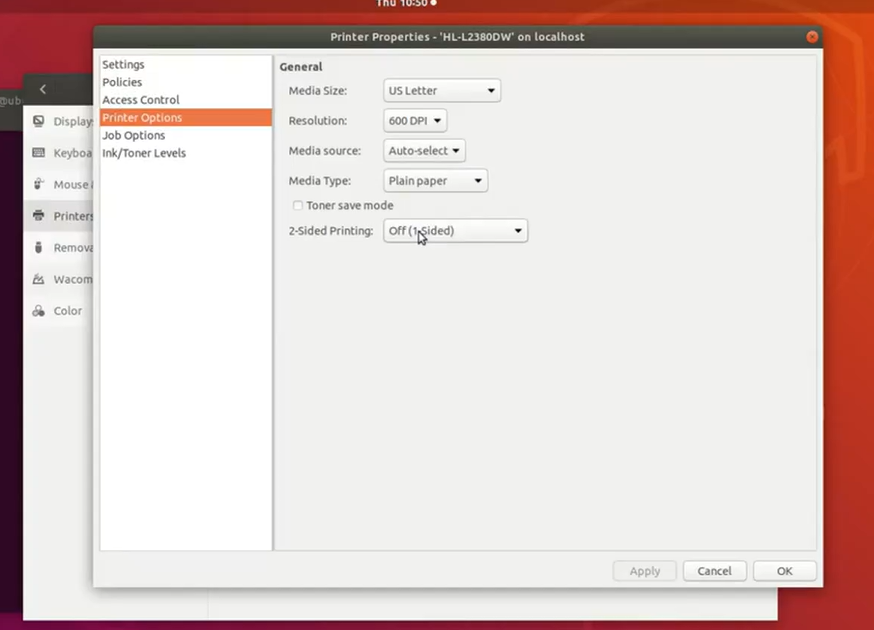 Thu 10:50
Printer Properties - 'HL-L2380DW' on localhost
@ub
Settings
Policies
Access Control
Printer Options
Job Options
Ink/Toner Levels
Display
Keyboa
Mouse
Printers
Remova
Wacom
Color
General
Media Size: US Letter
Resolution: 600 DPI
Media source: Auto-select
Media Type: Plain paper
Toner save mode
2-Sided Printing: Off (1-Sided)
Apply Cancel OK